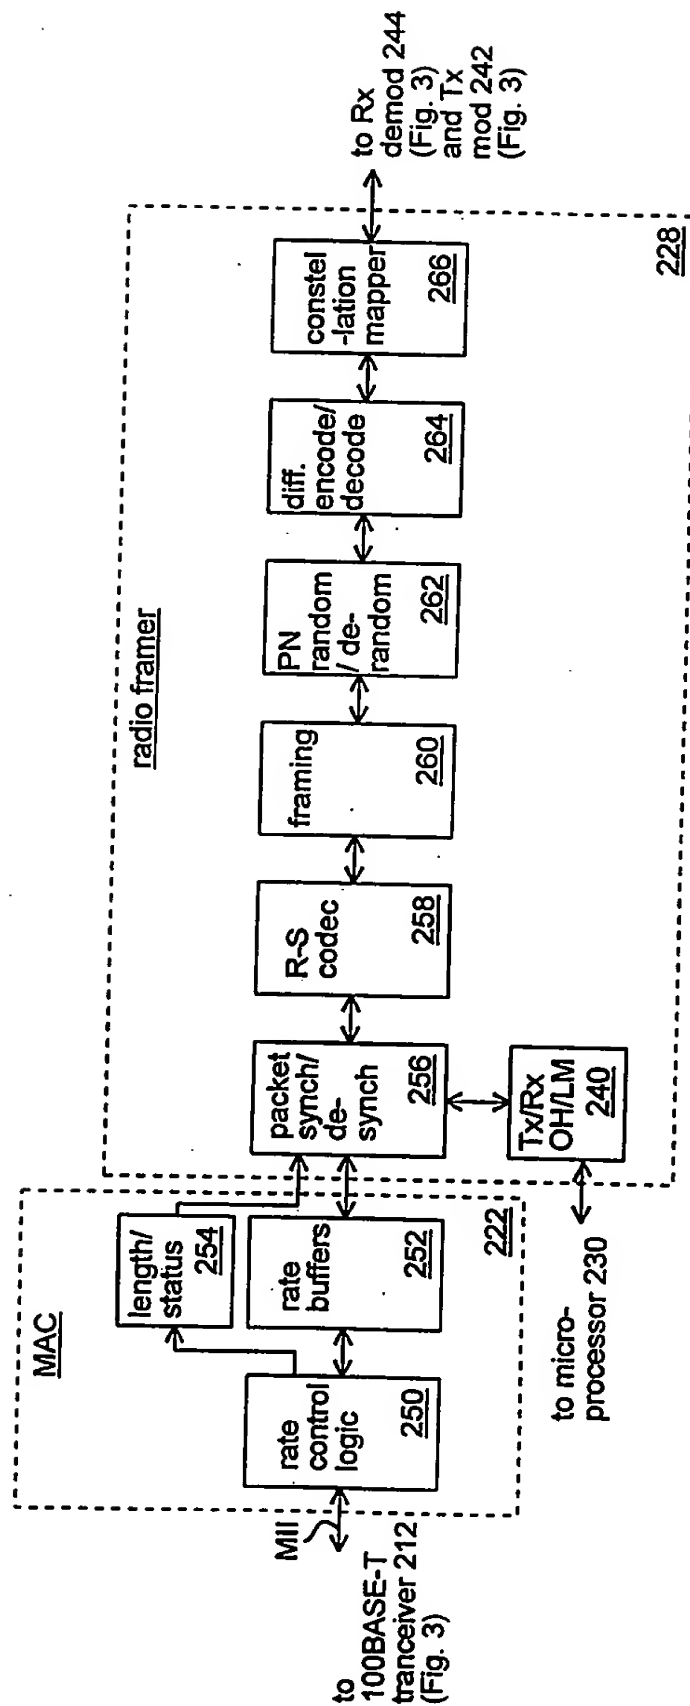 MAC
radio framer
to
100BASE-T
tranceiver 212
(Fig. 3)
MII
rate
control
logic
250
length/
status
254
rate
buffers
252
222
packet
synch/
de-
synch
256
Tx/Rx
OH/LM
240
to micro-
processor 230
R-S
codec
258
framing
260
PN
random
/ de-
random
262
diff.
encode/
decode
264
constel
-lation
mapper
266
228
to Rx
demod 244
(Fig. 3)
and Tx
mod 242
(Fig. 3)